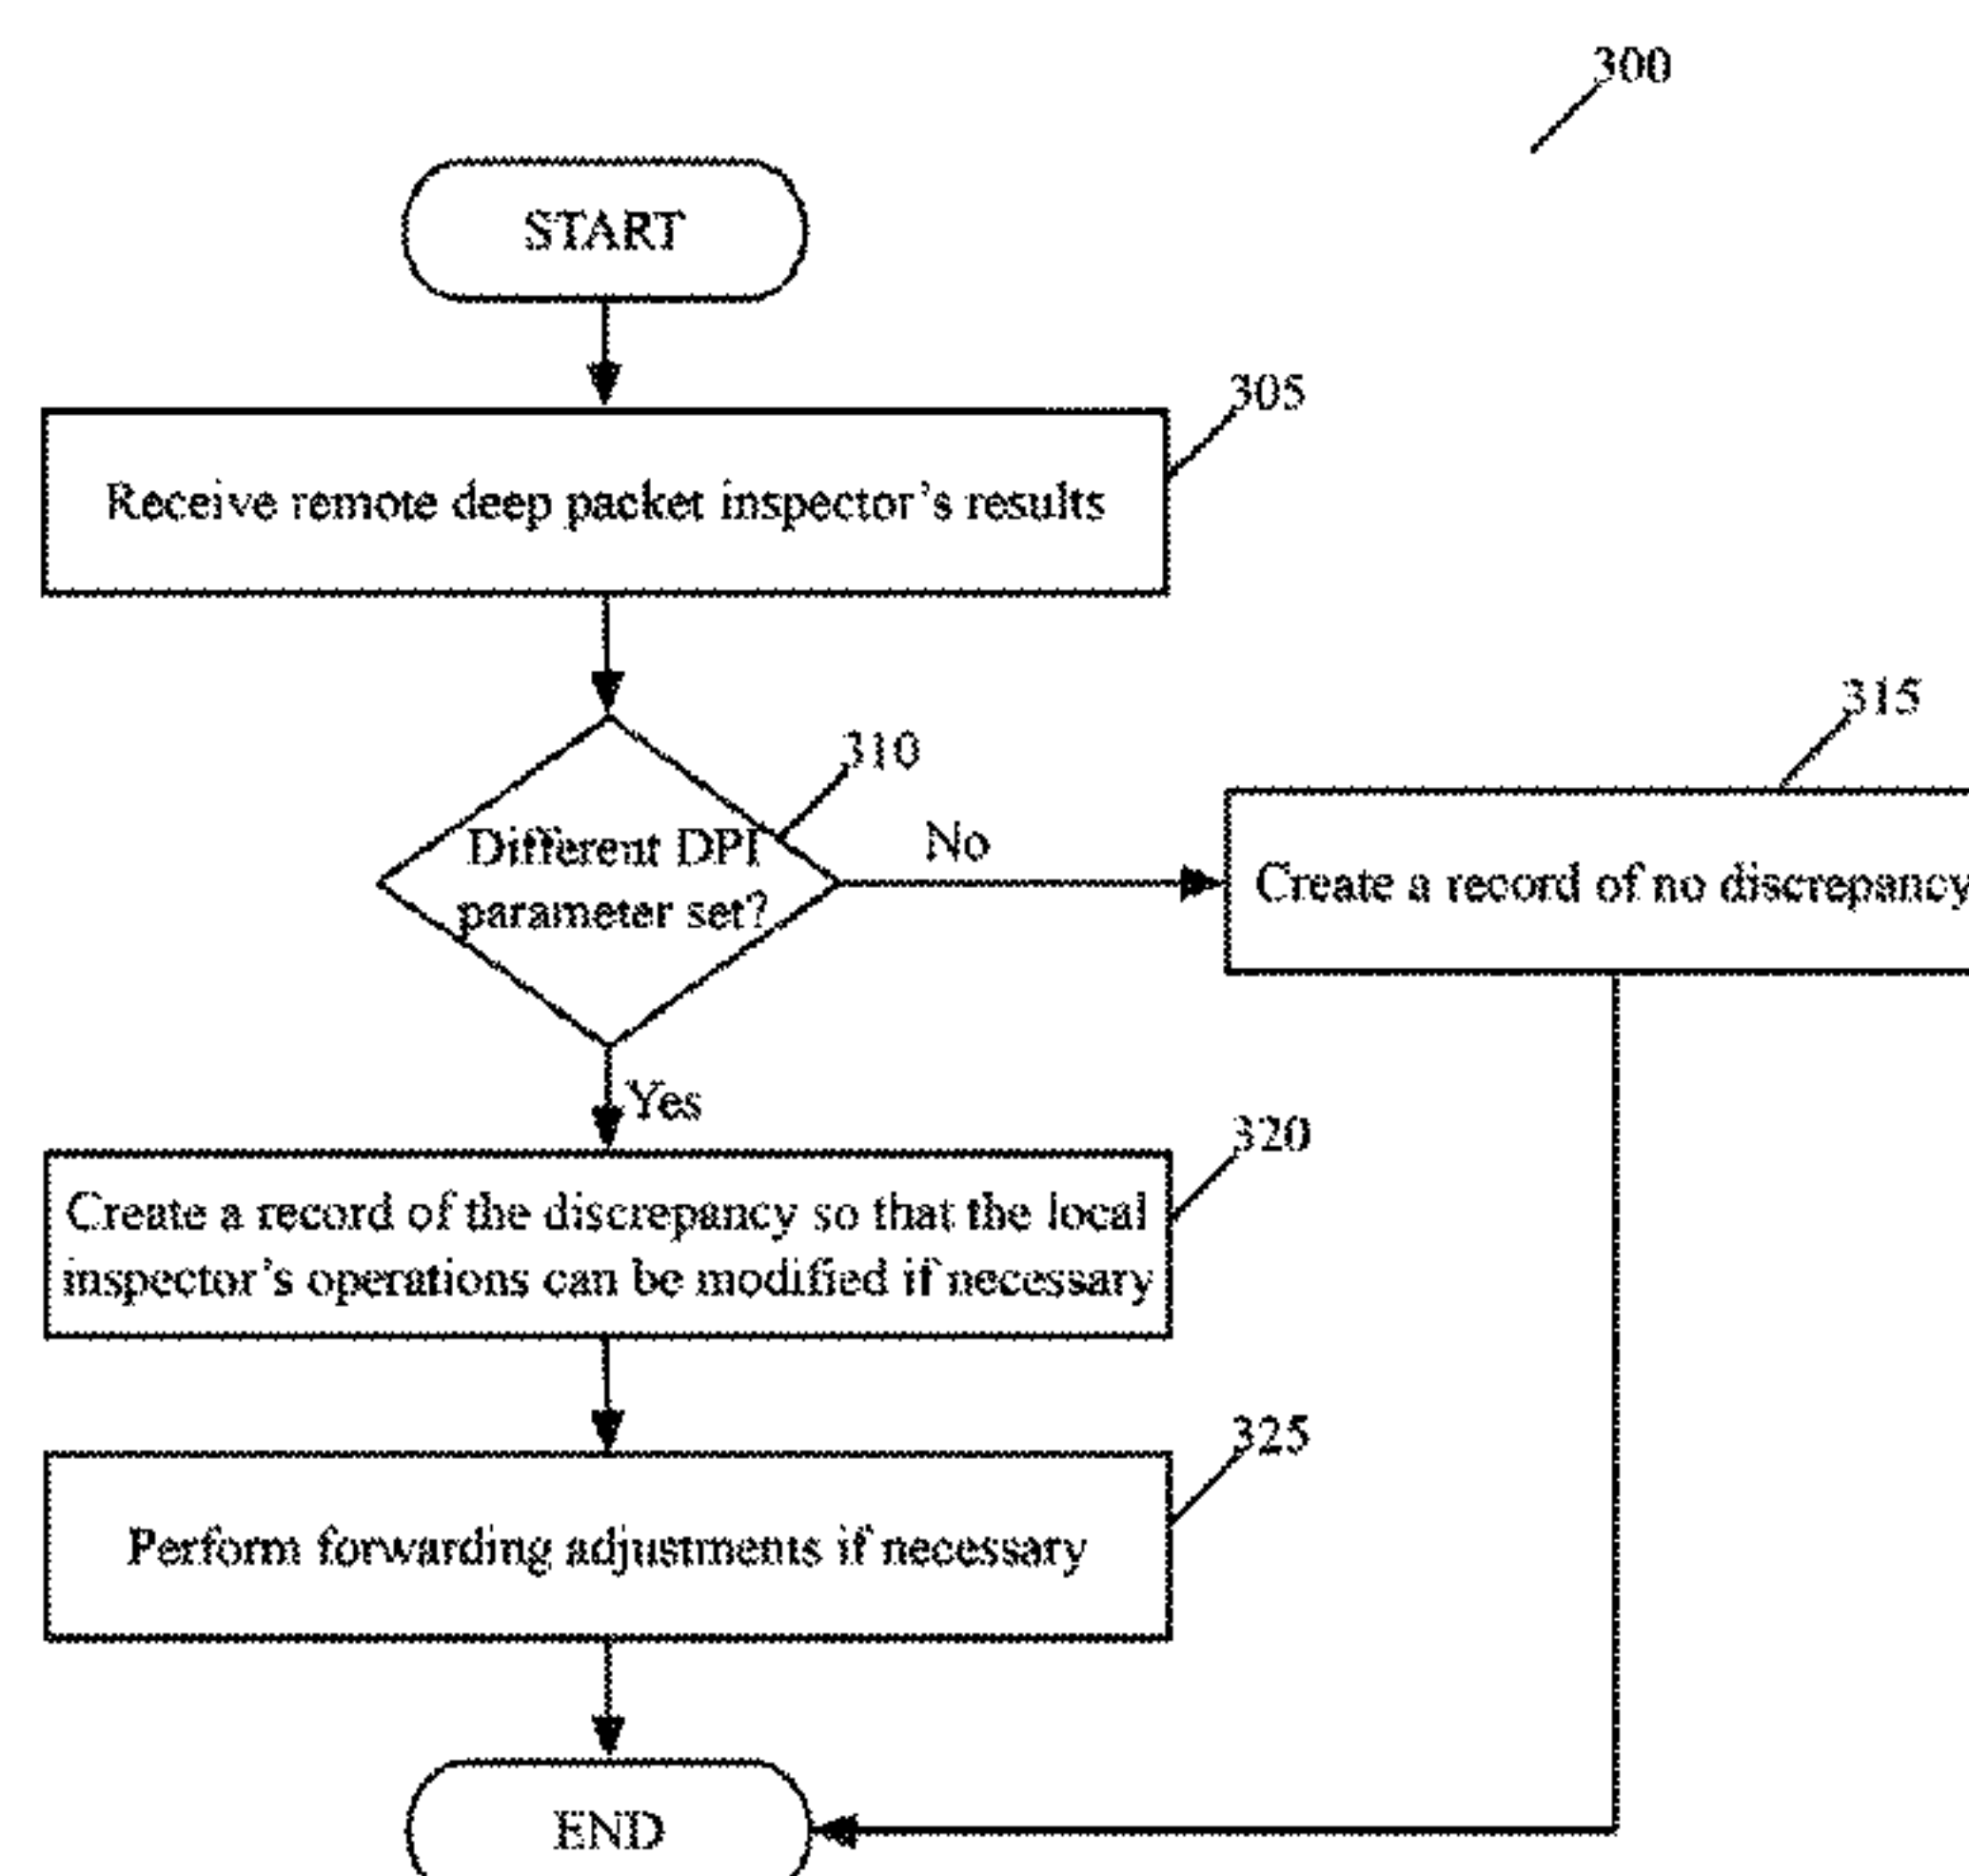 300
START
305
Receive remote deep packet inspector's results
310
315
Different DPI
parameter set?
No
Create a record of no discrepancy
Yes
320
Create a record of the discrepancy so that the local
inspector's operations can be modified if necessary
325
Perform forwarding adjustments if necessary
END